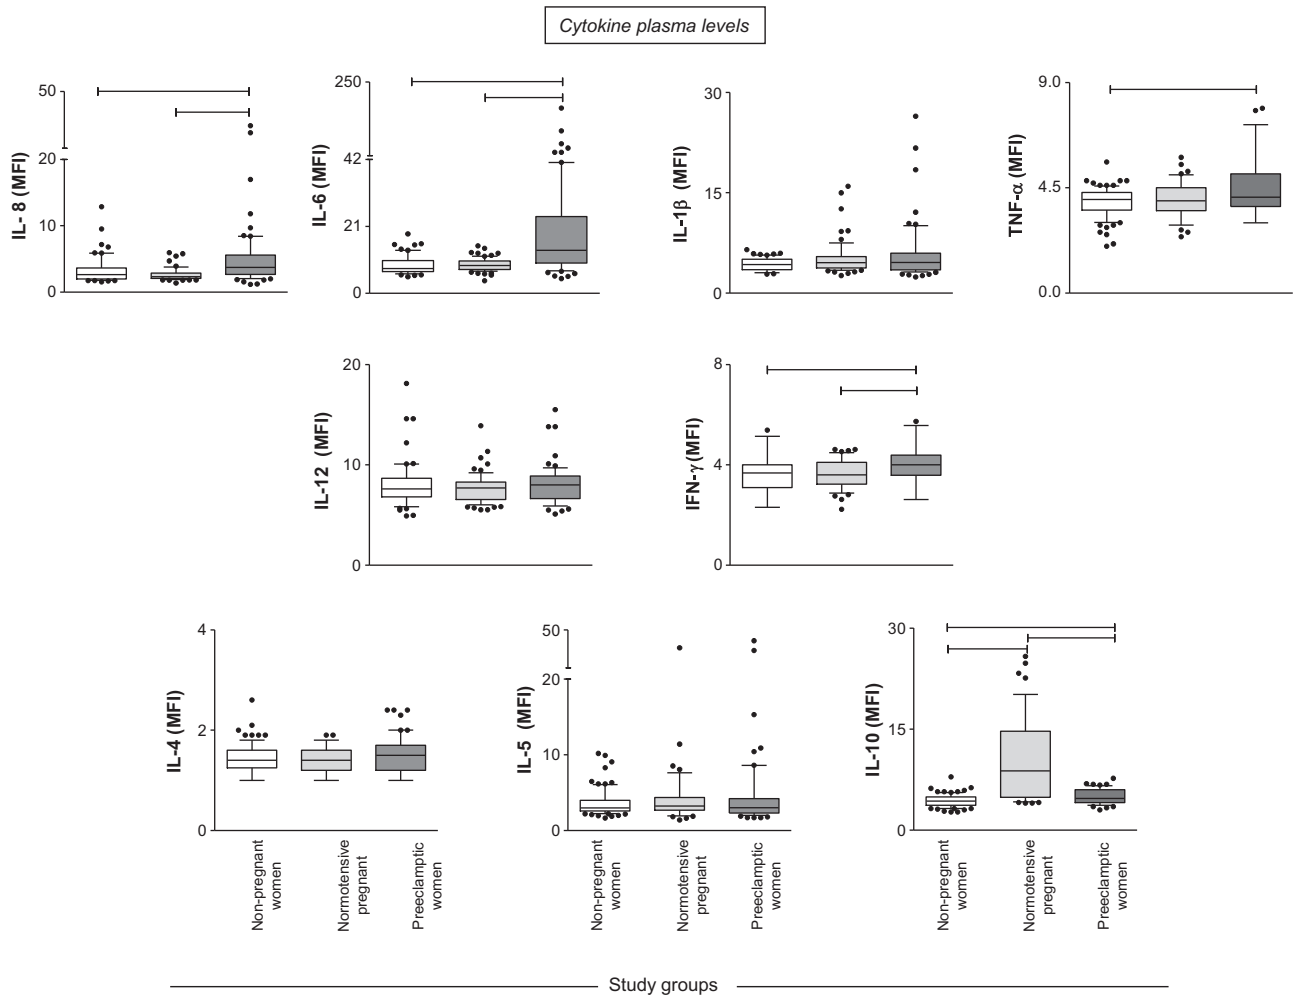 Cytokine plasma levels
IL- 8 (MFI)
50
20
10
0
IL-6 (MFI)
250
42
21
0
IL-1β (MFI)
30
15
0
TNF-α (MFI)
9.0
4.5
0.0
IL-12 (MFI)
20
10
0
IFN-γ (MFI)
8
4
0
IL-4 (MFI)
4
2
0
Non-pregnant
women
Normotensive
pregnant
Preeclamptic
women
IL-5 (MFI)
50
20
10
0
Non-pregnant
women
Normotensive
pregnant
Preeclamptic
women
IL-10 (MFI)
30
15
0
Non-pregnant
women
Normotensive
pregnant
Preeclamptic
women
Study groups